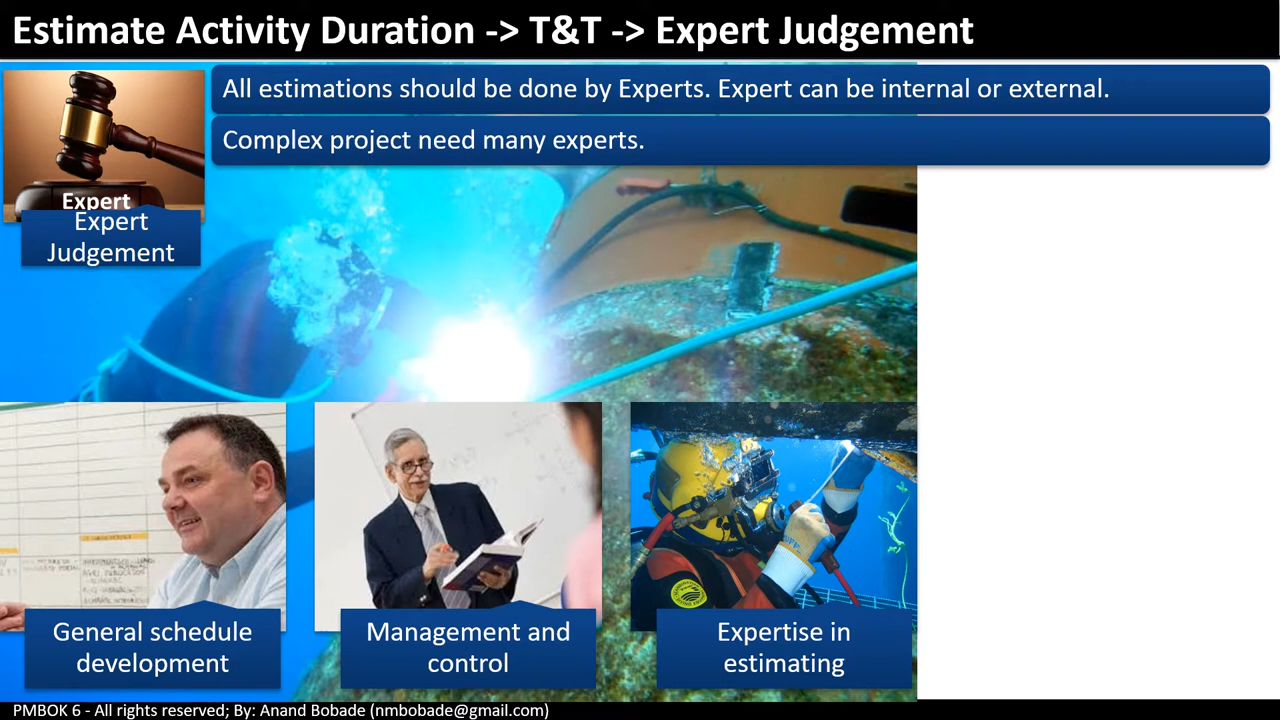 Estimate Activity Duration -> T&T -> Expert Judgement
All estimations should be done by Experts. Expert can be internal or external.
Complex project need many experts.
Expert
Expert
Judgement
General schedule
development
Management and
control
Expertise in
estimating
PMBOK 6 - All rights reserved; By: Anand Bobade (nmbobade@gmail.com)